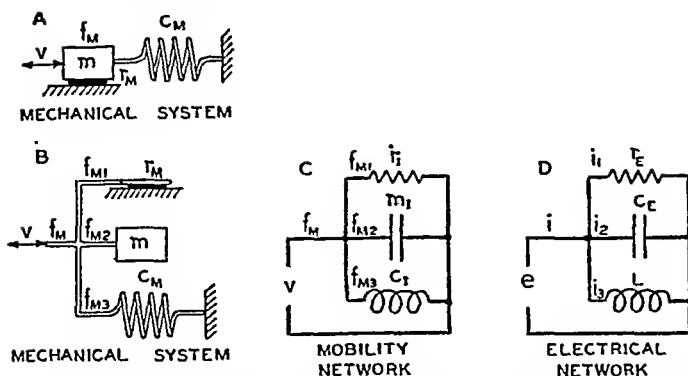 A
f_M
C_M
V
m
r_M
MECHANICAL SYSTEM
B
f_M1
r_M
V
f_M
f_M2
m
C_M
f_M3
MECHANICAL SYSTEM
C
f_M1
r_I
m_I
f_M
f_M2
C_I
f_M3
V
MOBILITY
NETWORK
D
i_1
r_E
C_E
i
i_2
L
i_3
e
ELECTRICAL
NETWORK